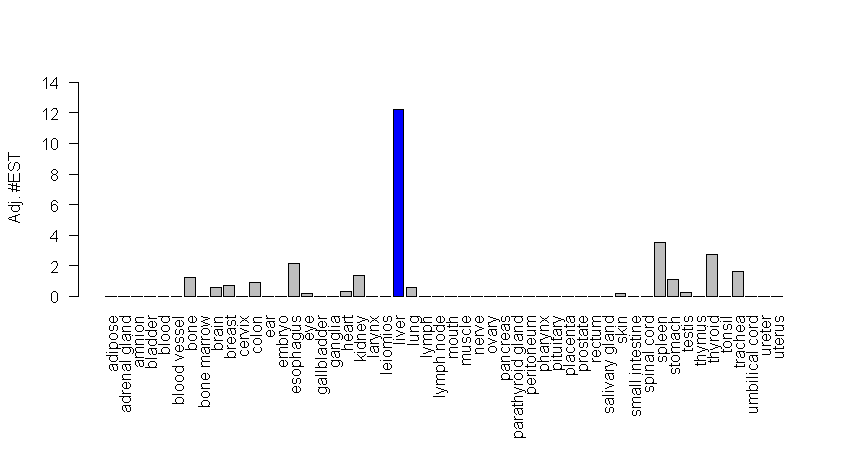 14
12
10
8
6
4
2
0
Adj. #EST
adipose
adrenal gland
amnion
bladder
blood
blood vessel
bone
bone marrow
brain
breast
cervix
colon
ear
embryo
esophagus
eye
gallbladder
ganglia
heart
kidney
larynx
leiomios
liver
lung
lymph
lymph node
mouth
muscle
nerve
ovary
pancreas
parathyroid gland
peritoneum
pharynx
pituitary
placenta
prostate
rectum
salivary gland
skin
small intestine
spinal cord
spleen
stomach
testis
thymus
thyroid
tonsil
trachea
umbilical cord
ureter
uterus